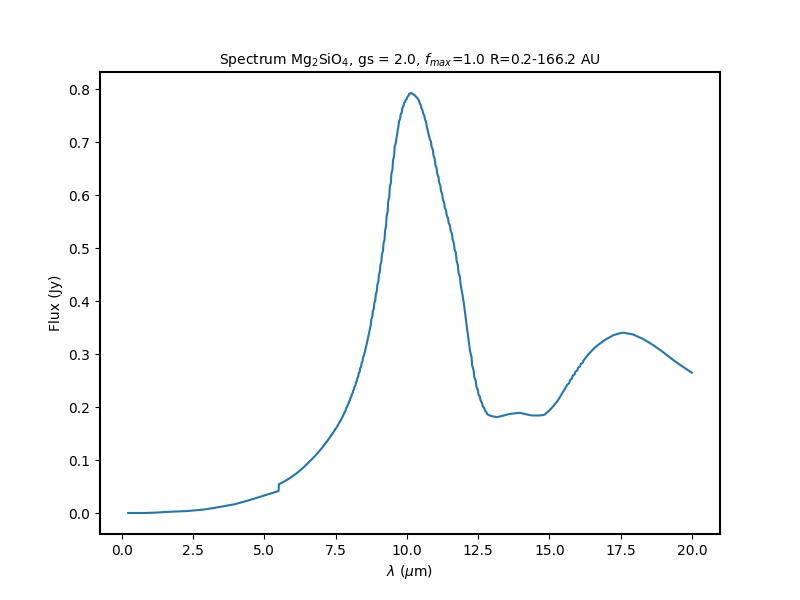 Spectrum Mg₂SiO₄, gs = 2.0, fₘₐₓ=1.0 R=0.2-166.2 AU
0.8
0.7
0.6
0.5
0.4
0.3
0.2
0.1
0.0
Flux (Jy)
0.0 2.5 5.0 7.5 10.0 12.5 15.0 17.5 20.0
λ (μm)